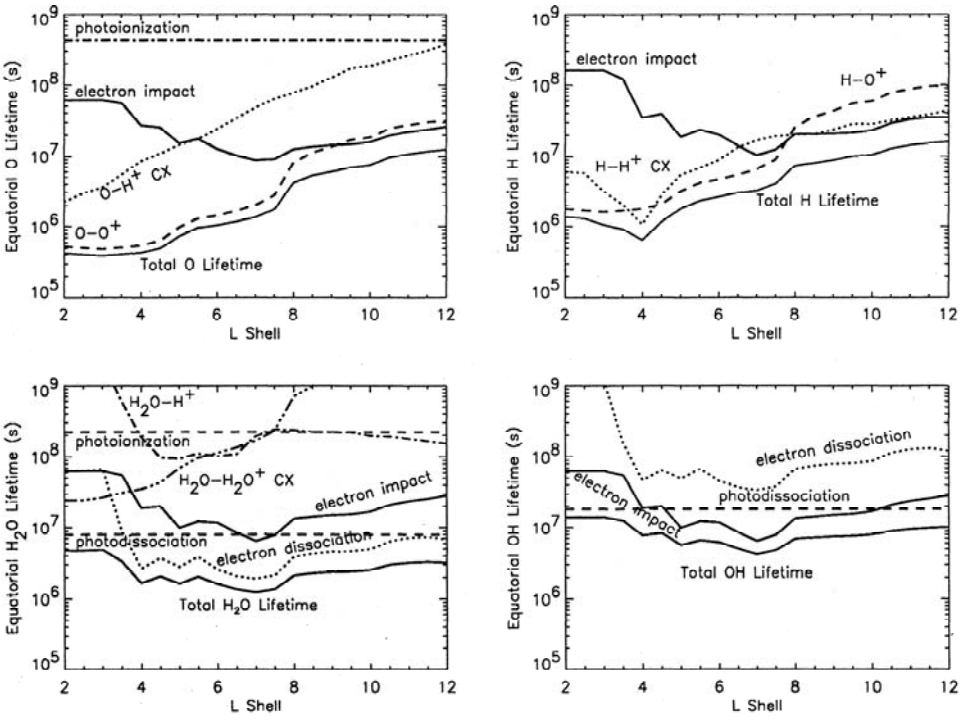 Equatorial O Lifetime (s)
10⁹
10⁸
10⁷
10⁶
10⁵
photoionization
electron impact
O-H⁺ CX
O-O⁺
Total O Lifetime
2 4 6 8 10 12
L Shell
Equatorial H Lifetime (s)
10⁹
10⁸
10⁷
10⁶
10⁵
electron impact
H-O⁺
H-H⁺ CX
Total H Lifetime
2 4 6 8 10 12
L Shell
Equatorial H₂O Lifetime (s)
10⁹
10⁸
10⁷
10⁶
10⁵
H₂O-H⁺
photoionization
H₂O-H₂O⁺ CX
electron impact
photodissociation
electron dissociation
Total H₂O Lifetime
2 4 6 8 10 12
L Shell
Equatorial OH Lifetime (s)
10⁹
10⁸
10⁷
10⁶
10⁵
electron dissociation
photodissociation
electron impact
Total OH Lifetime
2 4 6 8 10 12
L Shell